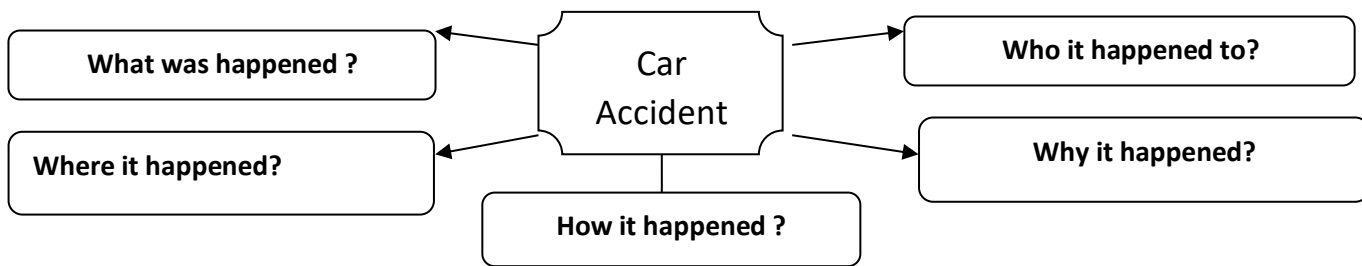 What was happened ?
Car
Accident
Who it happened to?
Where it happened?
Why it happened?
How it happened ?